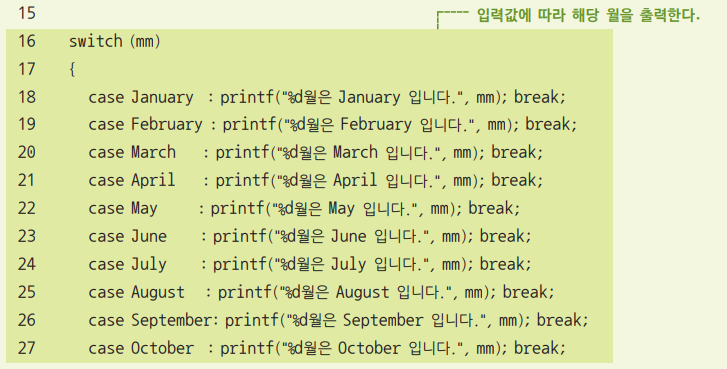 15
입력값에 따라 해당 월을 출력한다.
16 switch (mm)
17 {
18 case January : printf("%d월은 January 입니다.", mm); break;
19 case February : printf("%d월은 February 입니다.", mm); break;
20 case March : printf("%d월은 March 입니다.", mm); break;
21 case April : printf("%d월은 April 입니다.", mm); break;
22 case May : printf("%d월은 May 입니다.", mm); break;
23 case June : printf("%d월은 June 입니다.", mm); break;
24 case July : printf("%d월은 July 입니다.", mm); break;
25 case August : printf("%d월은 August 입니다.", mm); break;
26 case September: printf("%d월은 September 입니다.", mm); break;
27 case October : printf("%d월은 October 입니다.", mm); break;